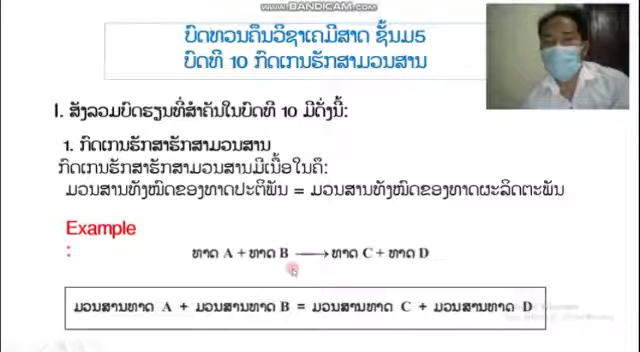 www.BANDICAM.com
ບົດທວນຄືນວິຊາເຄມີສາດ ຊັ້ນມ5
ບົດທີ 10 ກົດເກນຮັກສາມວນສານ
I. ສັງລວມບົດຮຽນທີ່ສຳຄັນໃນບົດທີ 10 ມີດັ່ງນີ້:
1. ກົດເກນຮັກສາຮັກສາມວນສານ
ກົດເກນຮັກສາຮັກສາມວນສານມີເນື້ອໃນຄື:
ມວນສານທັງໝົດຂອງທາດປະຕິພັນ = ມວນສານທັງໝົດຂອງທາດຜະລິດຕະພັນ
Example
:
ທາດ A + ທາດ B ⟶ ທາດ C + ທາດ D
ມວນສານທາດ A + ມວນສານທາດ B = ມວນສານທາດ C + ມວນສານທາດ D